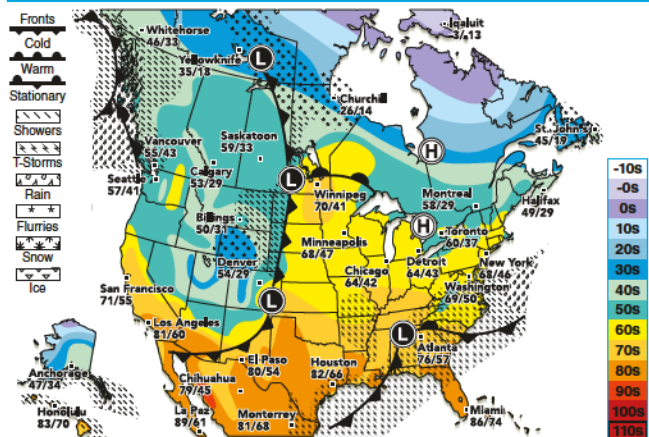 Fronts
Cold
Warm
Stationary
Showers
T-Storms
Rain
Flurries
Snow
Ice
Whitehorse
46/33
Yellowknife
35/18
L
Iqaluit
3/-13
Churchill
26/14
St. John's
45/19
H
Vancouver
55/43
Saskatoon
59/33
Calgary
53/29
Seattle
57/41
L
Winnipeg
70/41
Montreal
58/29
Halifax
49/29
Billings
50/31
H
Toronto
60/37
Minneapolis
68/47
Denver
54/29
Chicago
64/42
Detroit
64/43
New York
68/46
Washington
69/50
San Francisco
71/55
L
Los Angeles
81/60
L
Atlanta
76/57
El Paso
80/54
Houston
82/66
Chihuahua
79/45
La Paz
89/61
Monterrey
81/68
Miami
86/74
Anchorage
47/34
Honolulu
83/70
-10s
-0s
0s
10s
20s
30s
40s
50s
60s
70s
80s
90s
100s
110s